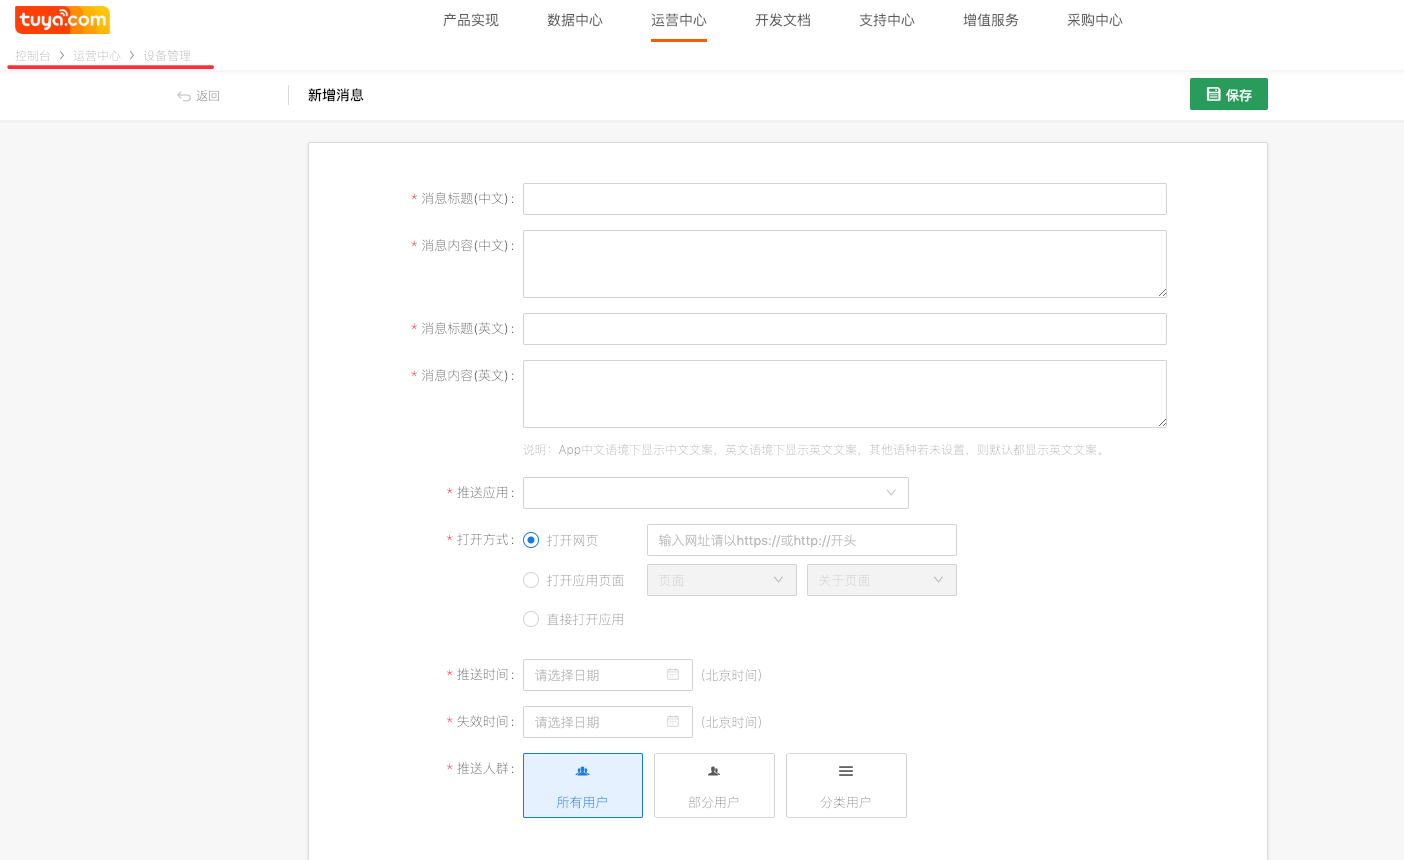 tuya.com
产品实现 数据中心 运营中心 开发文档 支持中心 增值服务 采购中心
控制台 > 运营中心 > 设备管理
返回 新增消息 保存
* 消息标题(中文) :
* 消息内容(中文) :
* 消息标题(英文) :
* 消息内容(英文) :
说明：App中文语境下显示中文文案，英文语境下显示英文文案，其他语种若未设置，则默认都显示英文文案。
* 推送应用 :
* 打开方式 : 打开网页 输入网址请以https://或http://开头
打开应用页面 页面 关于页面
直接打开应用
* 推送时间 : 请选择日期 (北京时间)
* 失效时间 : 请选择日期 (北京时间)
* 推送人群 :
所有用户 部分用户 分类用户